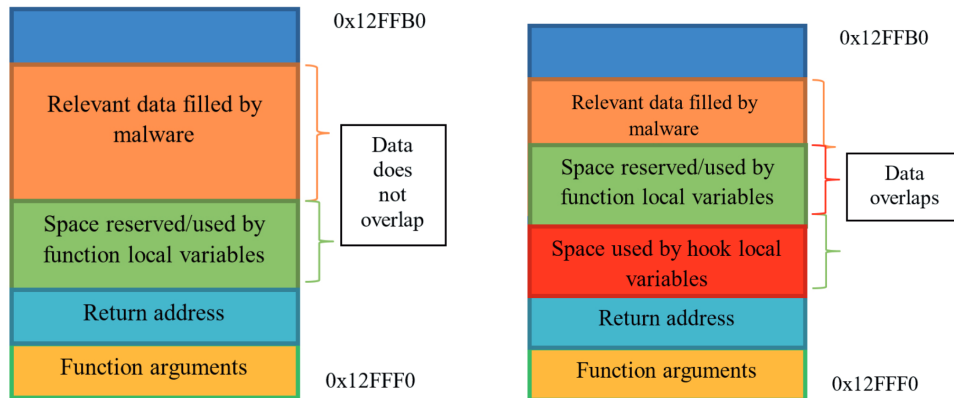 0x12FFB0
Relevant data filled by
malware
Data
does
not
overlap
Space reserved/used by
function local variables
Return address
Function arguments
0x12FFF0
0x12FFB0
Relevant data filled by
malware
Space reserved/used by
function local variables
Data
overlaps
Space used by hook local
variables
Return address
Function arguments
0x12FFF0